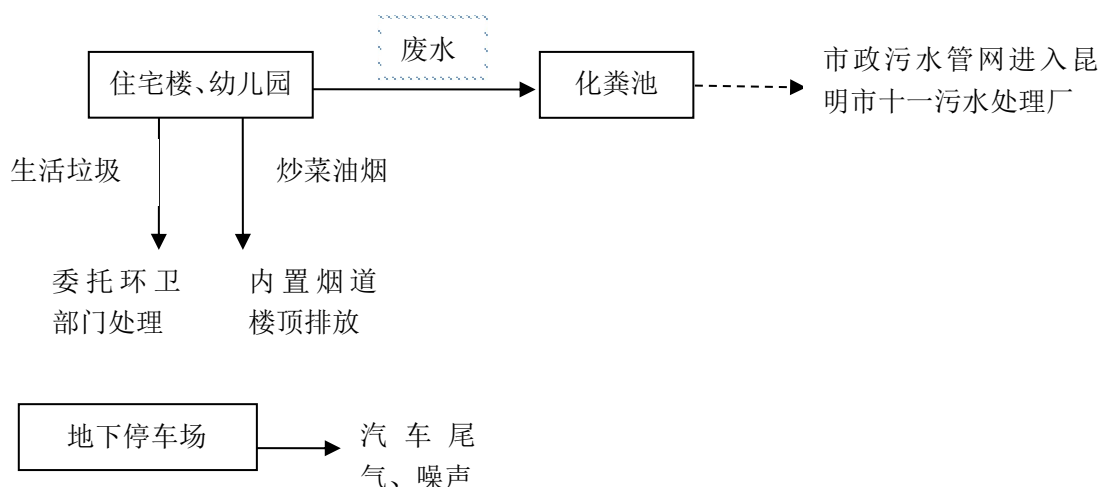 废水
住宅楼、幼儿园
化粪池
市政污水管网进入昆
明市十一污水处理厂
生活垃圾
炒菜油烟
委托环卫
部门处理
内置烟道
楼顶排放
地下停车场
汽车尾
气、噪声